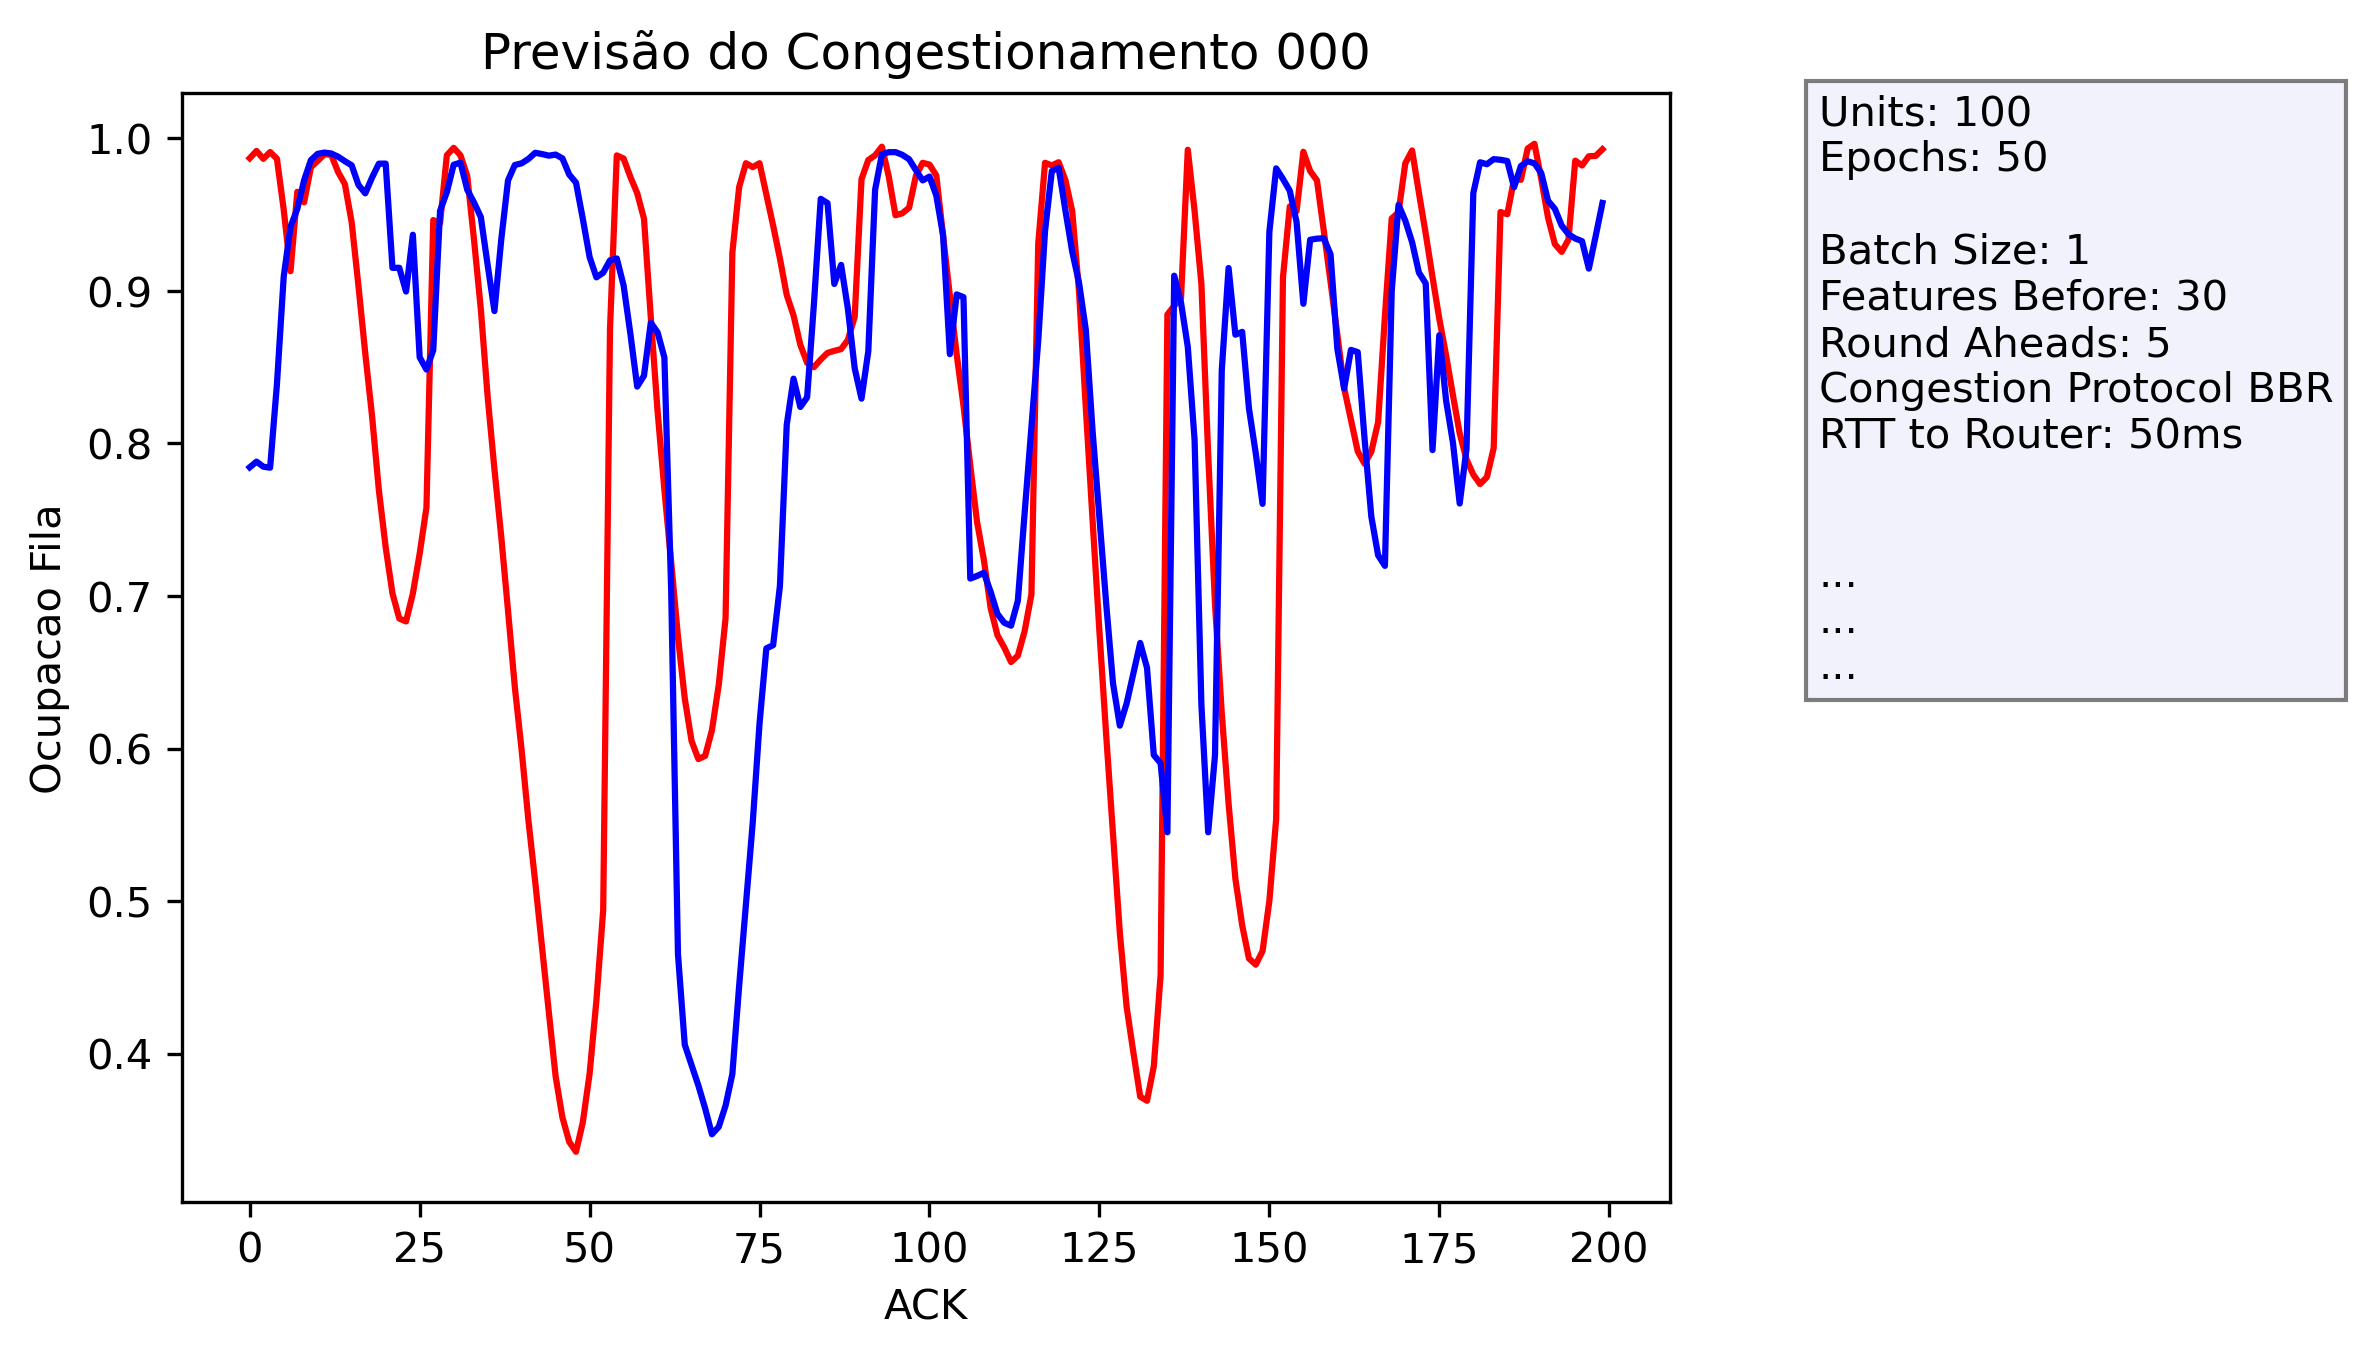 Previsão do Congestionamento 000
Ocupacao Fila
1.0
0.9
0.8
0.7
0.6
0.5
0.4
0
25
50
75
100
125
150
175
200
ACK
Units: 100
Epochs: 50
Batch Size: 1
Features Before: 30
Round Aheads: 5
Congestion Protocol BBR
RTT to Router: 50ms
...
...
...